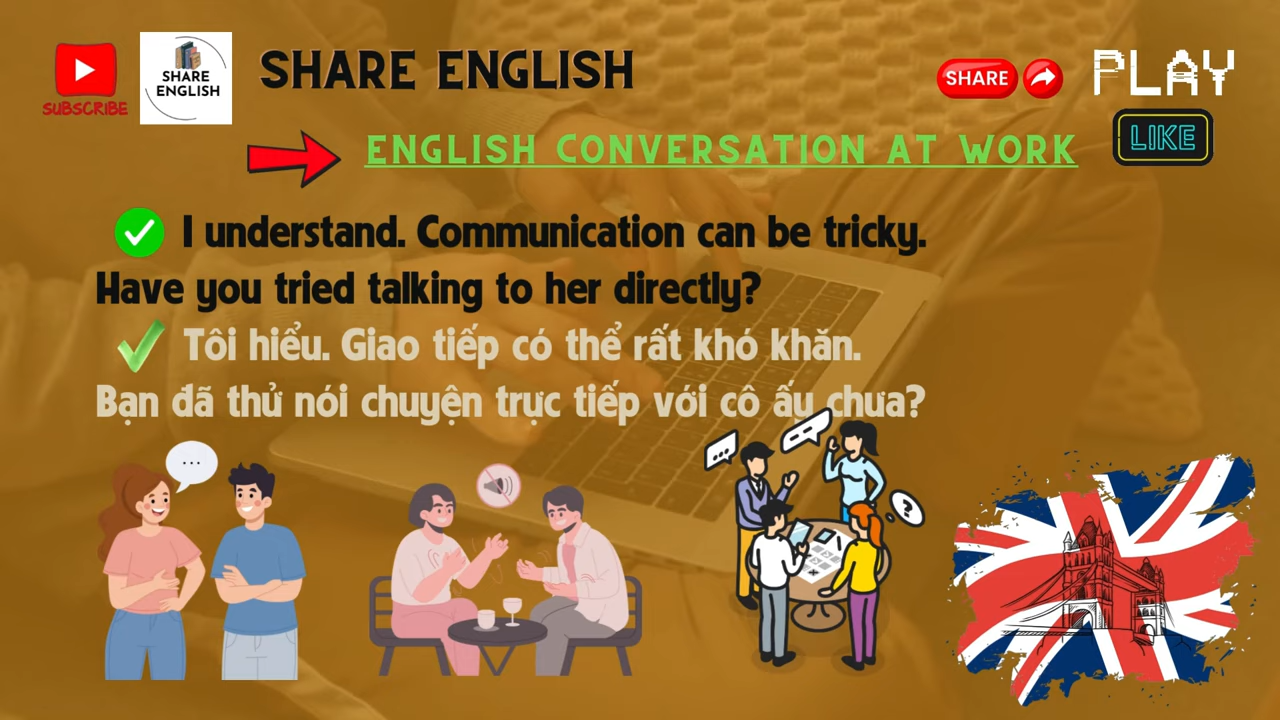 SUBSCRIBE
SHARE
ENGLISH
SHARE ENGLISH
SHARE
PLAY
LIKE
ENGLISH CONVERSATION AT WORK
I understand. Communication can be tricky.
Have you tried talking to her directly?
Tôi hiểu. Giao tiếp có thể rất khó khăn.
Bạn đã thử nói chuyện trực tiếp với cô ấy chưa?
...
...
?